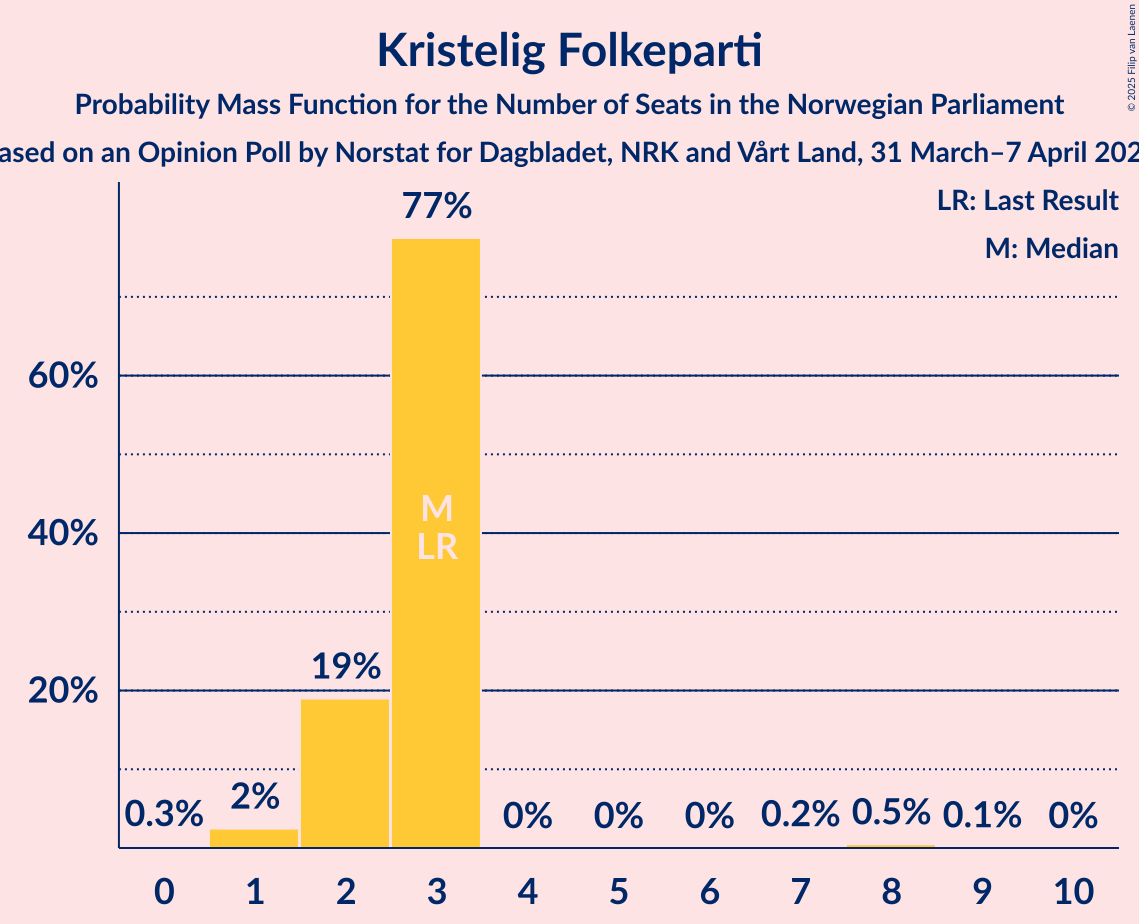 Kristelig Folkeparti
Probability Mass Function for the Number of Seats in the Norwegian Parliament
ased on an Opinion Poll by Norstat for Dagbladet, NRK and Vårt Land, 31 March–7 April 202
© 2025 Filip van Laenen
LR: Last Result
M: Median
77%
60%
M
40%
LR
19%
20%
0.3%
2%
0%
0%
0%
0.2%
0.5%
0.1%
0%
0 1 2 3 4 5 6 7 8 9 10